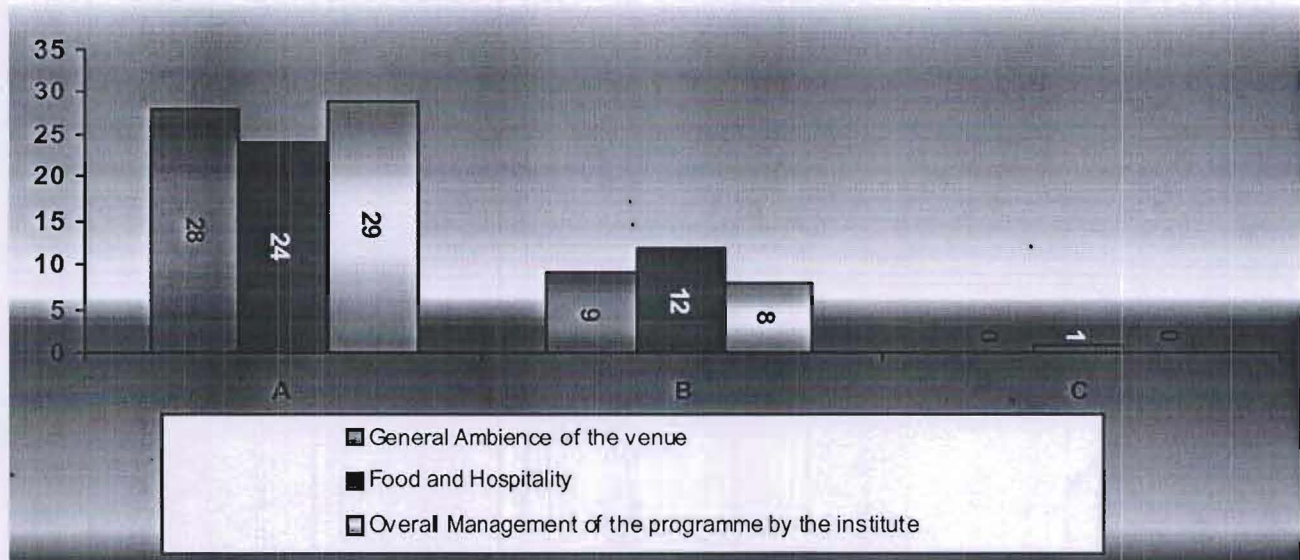 35
30
25
20
15
10
5
0
28
24
29
9
12
8
0
1
0
A
B
C
General Ambience of the venue
Food and Hospitality
Overal Management of the programme by the institute